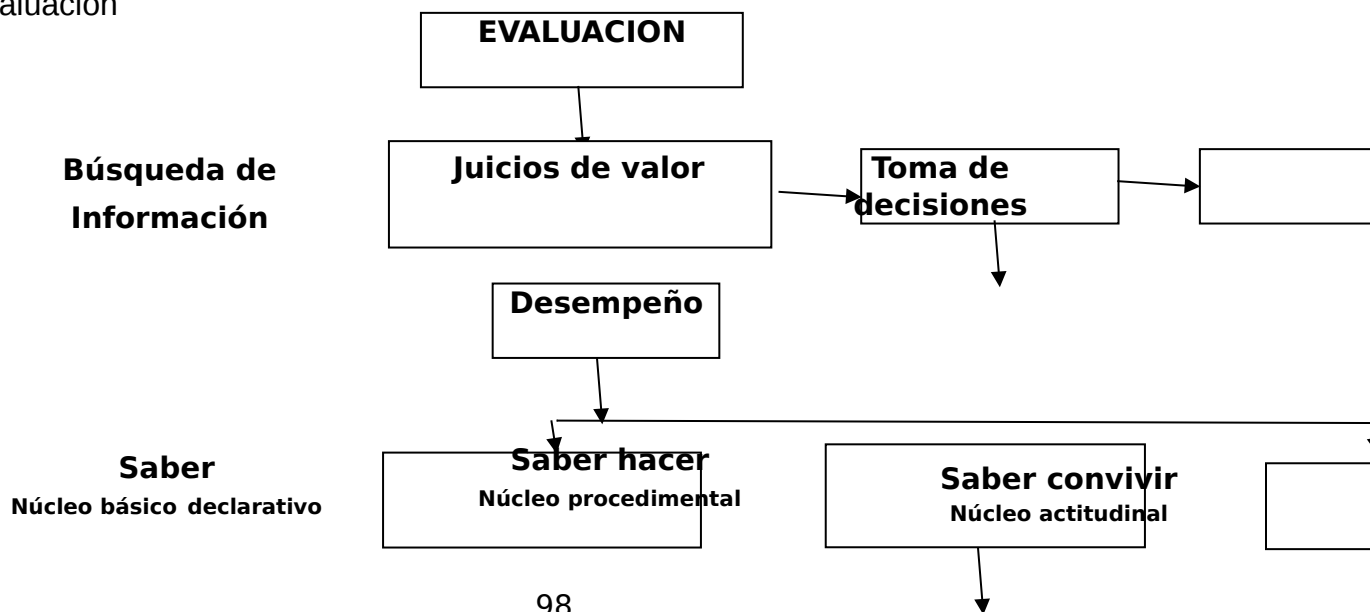 aluación
EVALUACION
Búsqueda de
Información
Juicios de valor
Toma de
decisiones
Desempeño
Saber
Núcleo básico declarativo
Saber hacer
Núcleo procedimental
Saber convivir
Núcleo actitudinal
98